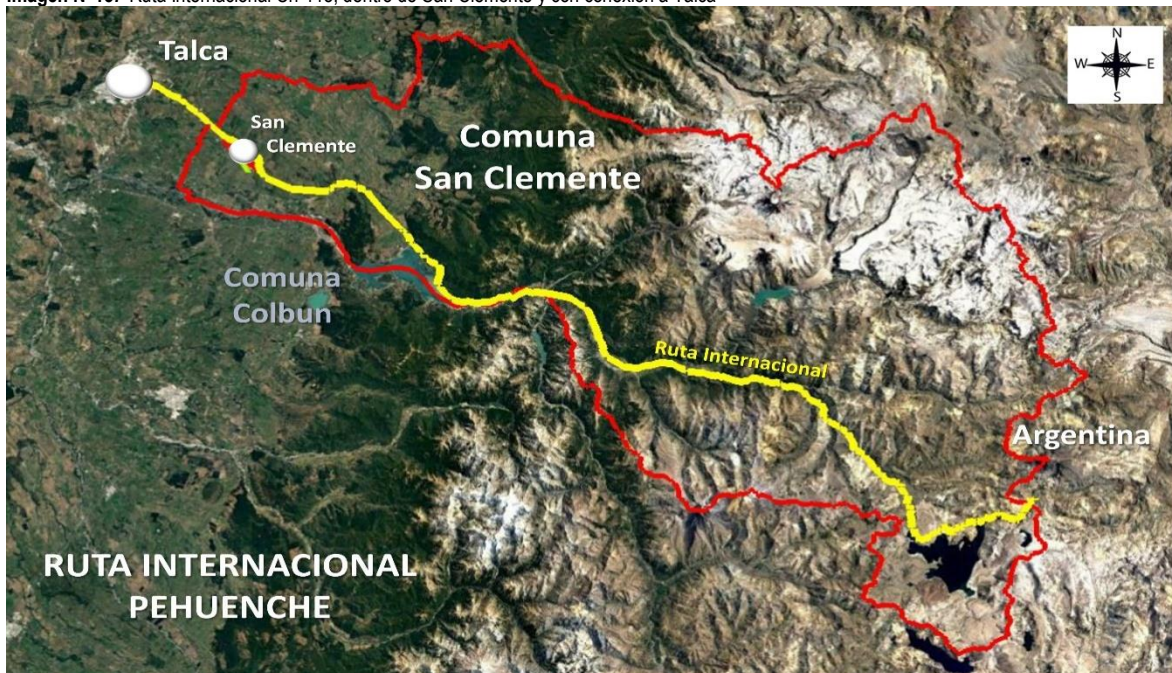 Talca
San
Clemente
Comuna
San Clemente
Comuna
Colbun
Ruta Internacional
Argentina
RUTA INTERNACIONAL
PEHUENCHE
N
W
E
S